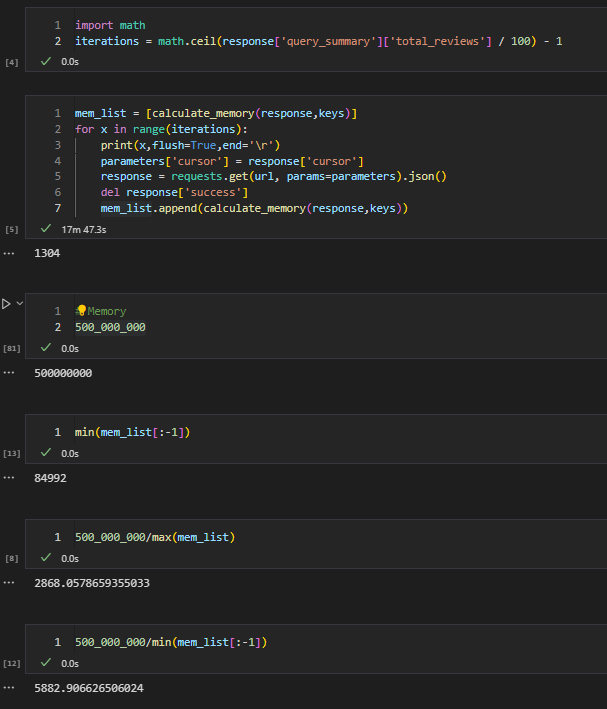 1 import math
2 iterations = math.ceil(response['query_summary']['total_reviews'] / 100) - 1
[4] 0.0s
1 mem_list = [calculate_memory(response,keys)]
2 for x in range(iterations):
3 print(x,flush=True,end='\r')
4 parameters['cursor'] = response['cursor']
5 response = requests.get(url, params=parameters).json()
6 del response['success']
7 mem_list.append(calculate_memory(response,keys))
[5] 17m 47.3s
... 1304
1 # Memory
2 500_000_000
[81] 0.0s
... 500000000
1 min(mem_list[:-1])
[13] 0.0s
... 84992
1 500_000_000/max(mem_list)
[8] 0.0s
... 2868.0578659355033
1 500_000_000/min(mem_list[:-1])
[12] 0.0s
... 5882.906626506024